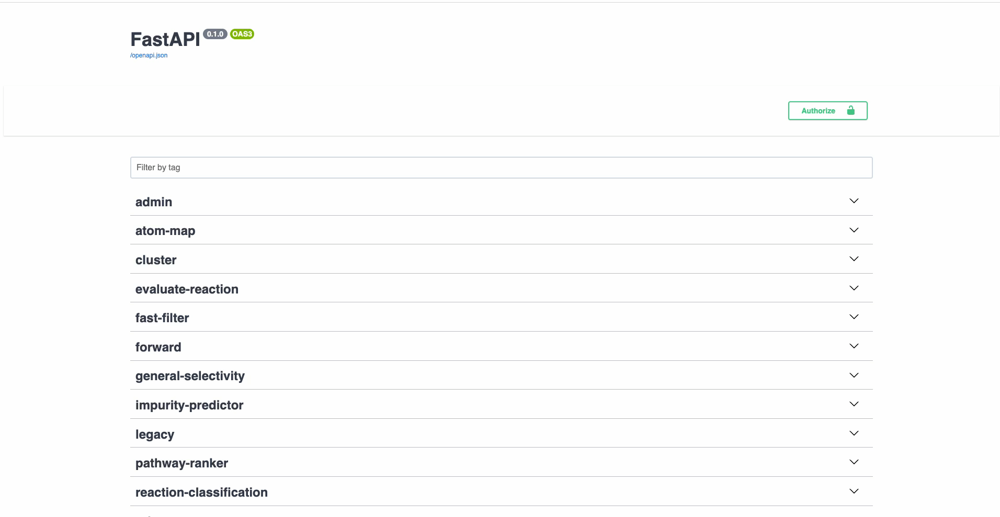 FastAPI 0.1.0 OAS3
/openapi.json
Authorize
Filter by tag
admin
atom-map
cluster
evaluate-reaction
fast-filter
forward
general-selectivity
impurity-predictor
legacy
pathway-ranker
reaction-classification